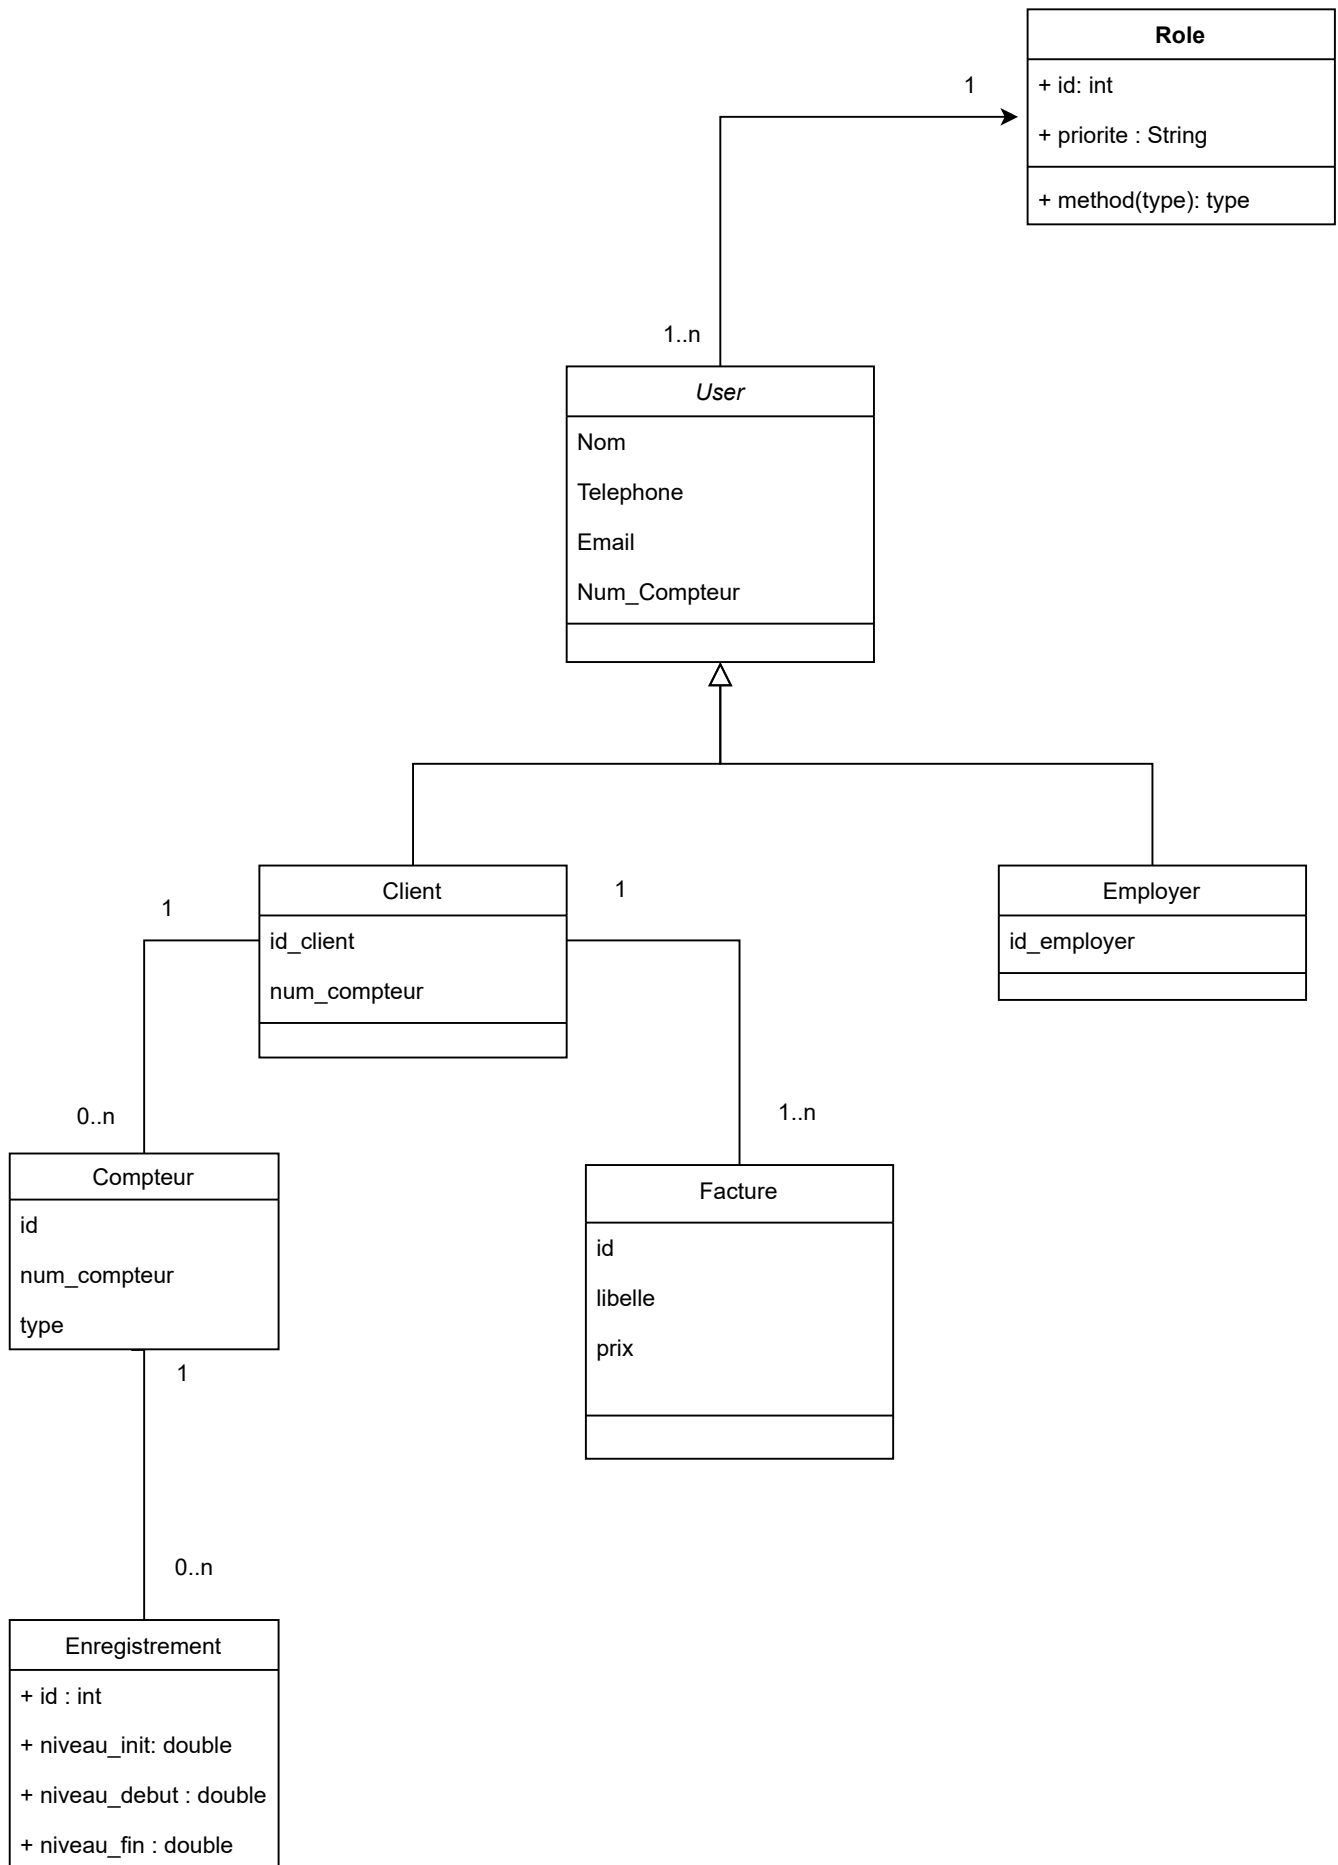 Role
1
+ id: int
+ priorite : String
+ method(type): type
1..n
User
Nom
Telephone
Email
Num_Compteur
Client
1
1
Employer
id_client
id_employer
num_compteur
0..n
1..n
Compteur
Facture
id
num_compteur
type
id
libelle
prix
1
0..n
Enregistrement
+ id : int
+ niveau_init: double
+ niveau_debut : double
+ niveau_fin : double